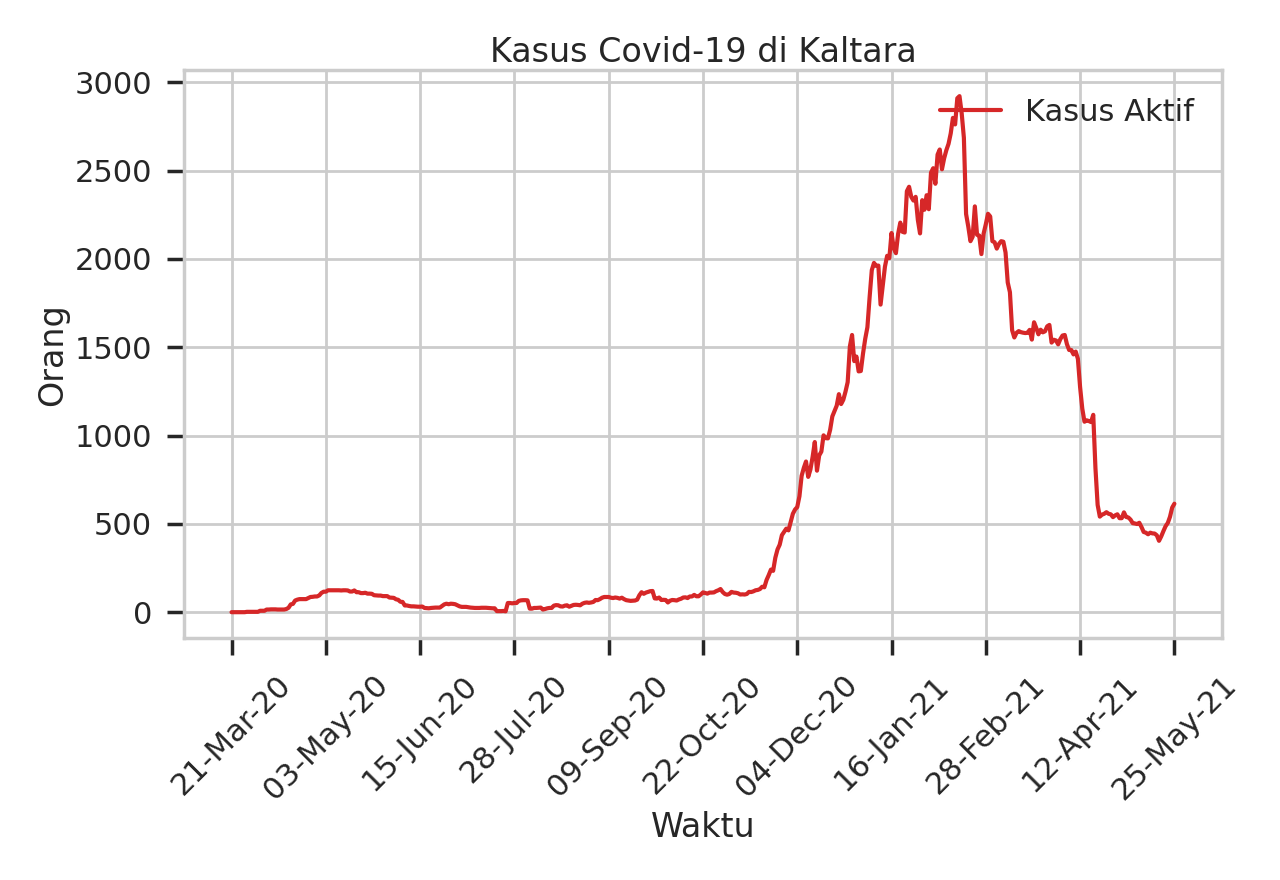 Kasus Covid-19 di Kaltara
Kasus Aktif
Orang
3000
2500
2000
1500
1000
500
0
21-Mar-20
03-May-20
15-Jun-20
28-Jul-20
09-Sep-20
22-Oct-20
04-Dec-20
16-Jan-21
28-Feb-21
12-Apr-21
25-May-21
Waktu